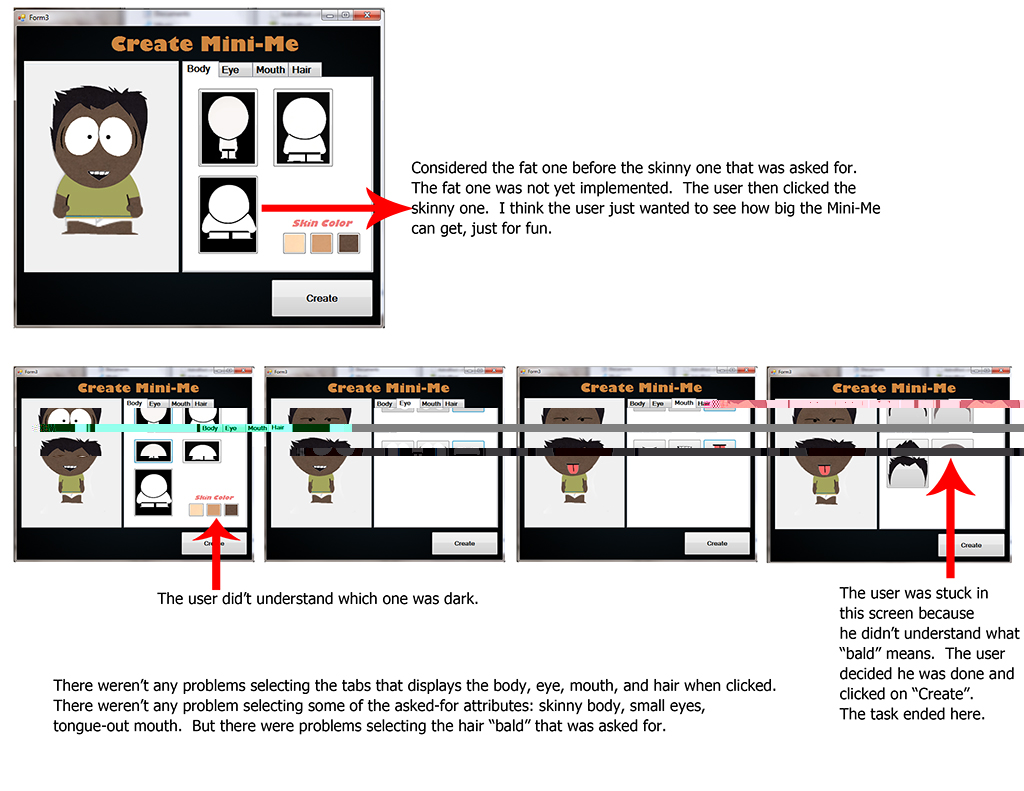 Form3
Create Mini-Me
Body Eye Mouth Hair
Skin Color
Create
Considered the fat one before the skinny one that was asked for.
The fat one was not yet implemented.  The user then clicked the
skinny one.  I think the user just wanted to see how big the Mini-Me
can get, just for fun.
Form3
Create Mini-Me
Body Eye Mouth Hair
Body Eye Mouth Hair
Skin Color
Form3
Create Mini-Me
Body Eye Mouth Hair
Create
Form3
Create Mini-Me
Body Eye Mouth
Create
Form3
Create Mini-Me
Create
The user did’t understand which one was dark.
The user was stuck in
this screen because
he didn’t understand what
“bald” means.  The user
decided he was done and
clicked on “Create”.
The task ended here.
There weren’t any problems selecting the tabs that displays the body, eye, mouth, and hair when clicked.
There weren’t any problem selecting some of the asked-for attributes: skinny body, small eyes,
tongue-out mouth.  But there were problems selecting the hair “bald” that was asked for.